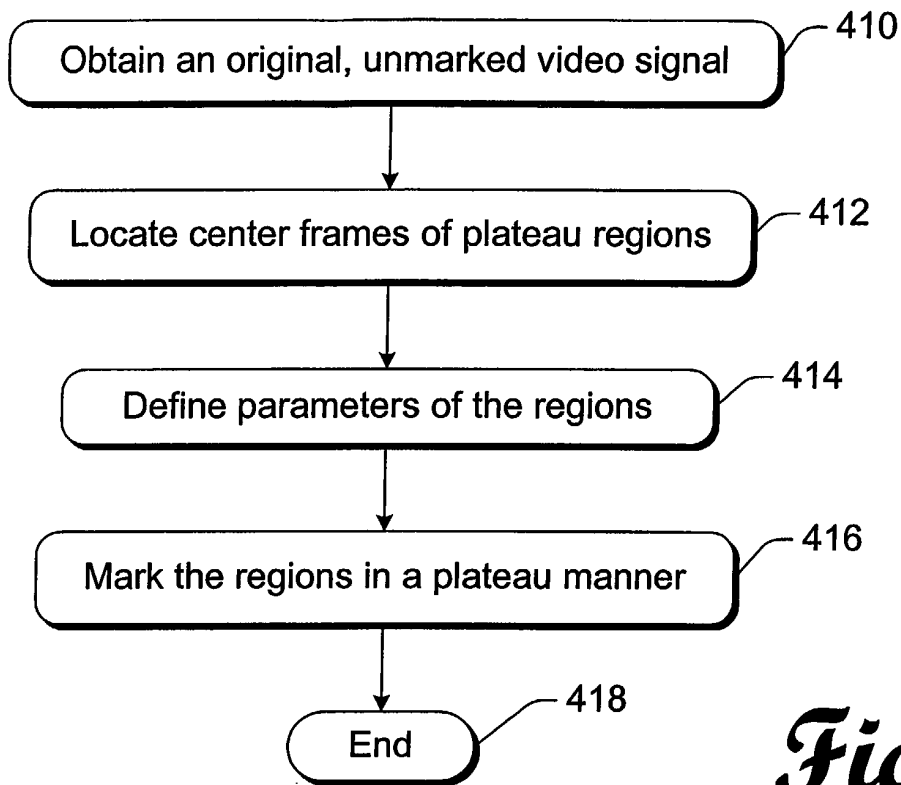 Obtain an original, unmarked video signal
410
Locate center frames of plateau regions
412
Define parameters of the regions
414
Mark the regions in a plateau manner
416
End
418